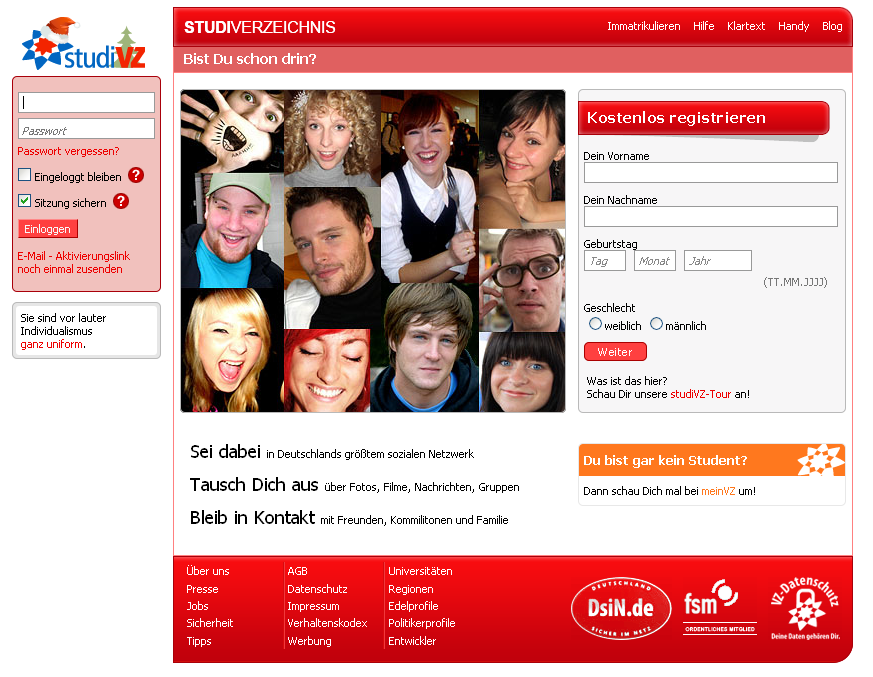 studiVZ
STUDIVERZEICHNIS
Immatrikulieren Hilfe Klartext Handy Blog
Bist Du schon drin?
Passwort
Passwort vergessen?
Eingeloggt bleiben ?
Sitzung sichern ?
Einloggen
E-Mail - Aktivierungslink
noch einmal zusenden
Sie sind vor lauter
Individualismus
ganz uniform.
Kostenlos registrieren
Dein Vorname
Dein Nachname
Geburtstag
Tag Monat Jahr
(TT.MM.JJJJ)
Geschlecht
weiblich männlich
Weiter
Was ist das hier?
Schau Dir unsere studiVZ-Tour an!
Sei dabei in Deutschlands größtem sozialen Netzwerk
Tausch Dich aus über Fotos, Filme, Nachrichten, Gruppen
Bleib in Kontakt mit Freunden, Kommilitonen und Familie
Du bist gar kein Student?
Dann schau Dich mal bei meinVZ um!
Über uns
Presse
Jobs
Sicherheit
Tipps
AGB
Datenschutz
Impressum
Verhaltenskodex
Werbung
Universitäten
Regionen
Edelprofile
Politikerprofile
Entwickler
DEUTSCHLAND
DsiN.de
SICHER IM NETZ
fsm
ORDENTLICHES MITGLIED
VZ-Datenschutz
Deine Daten gehören Dir.